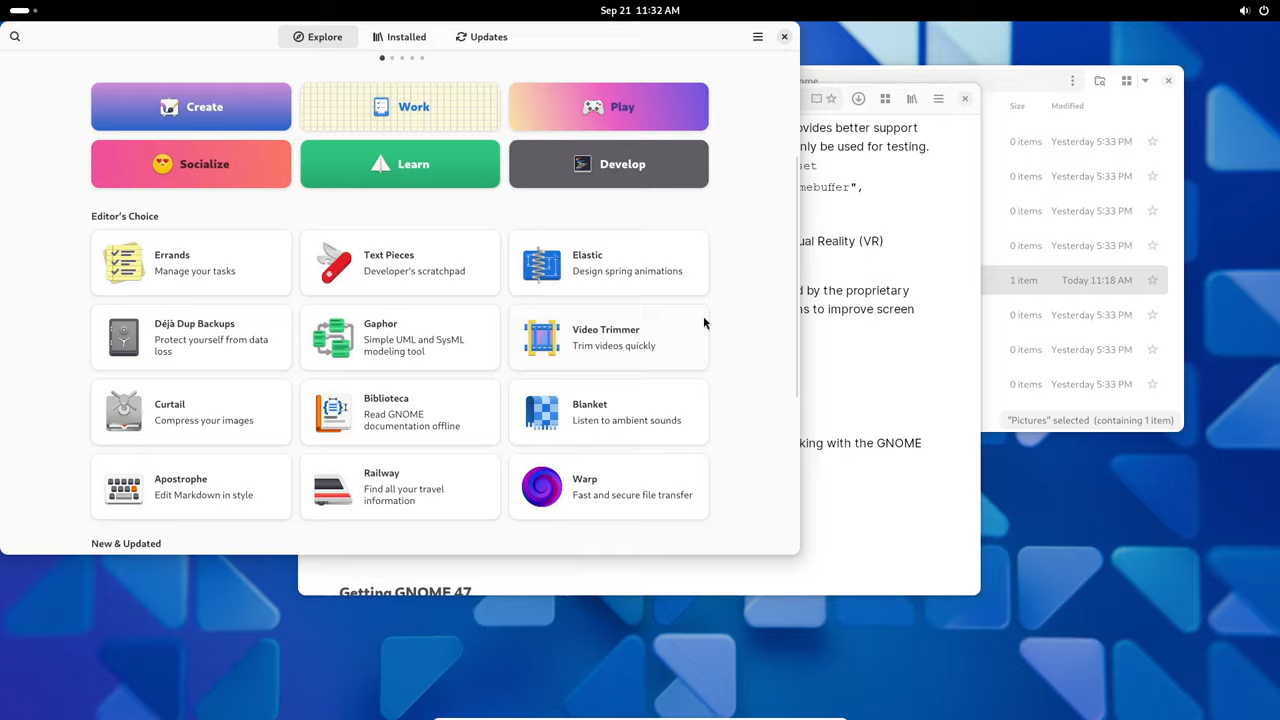 Sep 21 11:32 AM
Explore
Installed
Updates
Create
Work
Play
Socialize
Learn
Develop
Editor's Choice
Errands
Manage your tasks
Text Pieces
Developer's scratchpad
Elastic
Design spring animations
Déjà Dup Backups
Protect yourself from data
loss
Gaphor
Simple UML and SysML
modeling tool
Video Trimmer
Trim videos quickly
Curtail
Compress your images
Biblioteca
Read GNOME
documentation offline
Blanket
Listen to ambient sounds
Apostrophe
Edit Markdown in style
Railway
Find all your travel
information
Warp
Fast and secure file transfer
New & Updated
ovides better support
nly be used for testing.
set
mebuffer",
ual Reality (VR)
d by the proprietary
ns to improve screen
king with the GNOME
Getting GNOME 47
ome
Size Modified
0 items Yesterday 5:33 PM
0 items Yesterday 5:33 PM
0 items Yesterday 5:33 PM
0 items Yesterday 5:33 PM
1 item Today 11:18 AM
0 items Yesterday 5:33 PM
0 items Yesterday 5:33 PM
0 items Yesterday 5:33 PM
"Pictures" selected (containing 1 item)